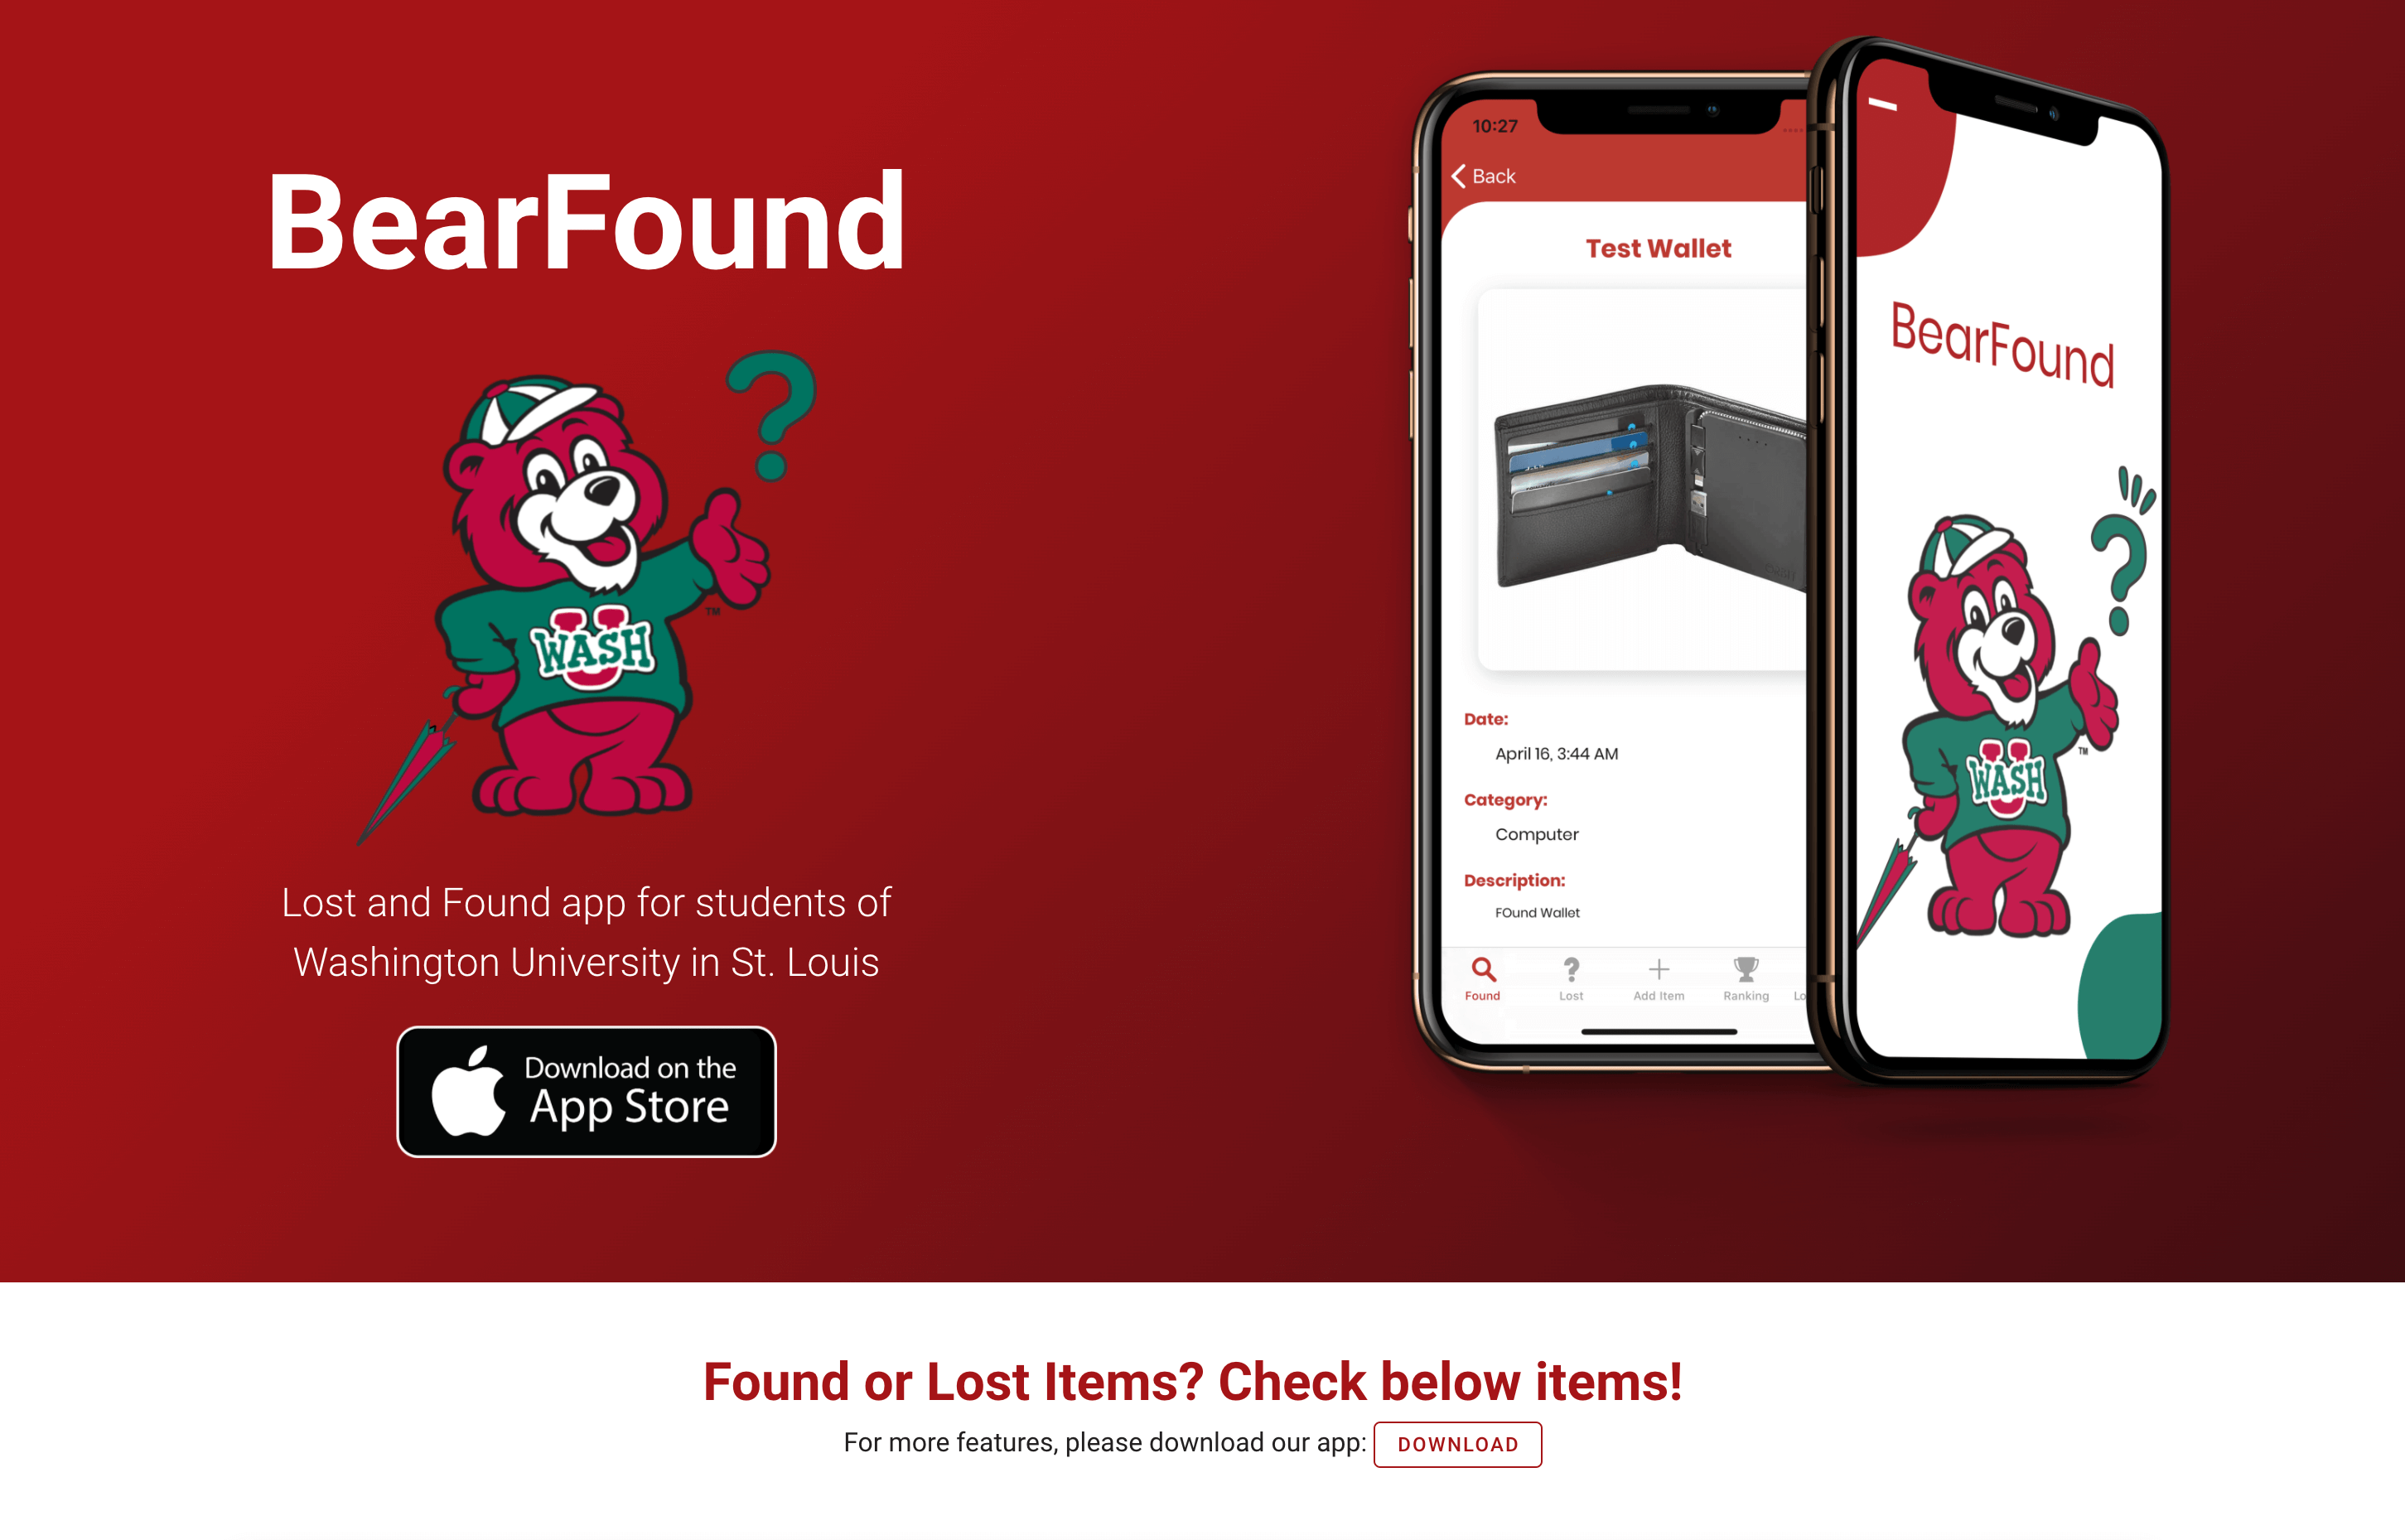 BearFound
?
U
WASH
TM
Lost and Found app for students of
Washington University in St. Louis
Download on the
App Store
10:27
Back
Test Wallet
Date:
April 16, 3:44 AM
Category:
Computer
Description:
FOund Wallet
Found
Lost
Add Item
Ranking
Lo
BearFound
?
U
WASH
TM
Found or Lost Items? Check below items!
For more features, please download our app: DOWNLOAD